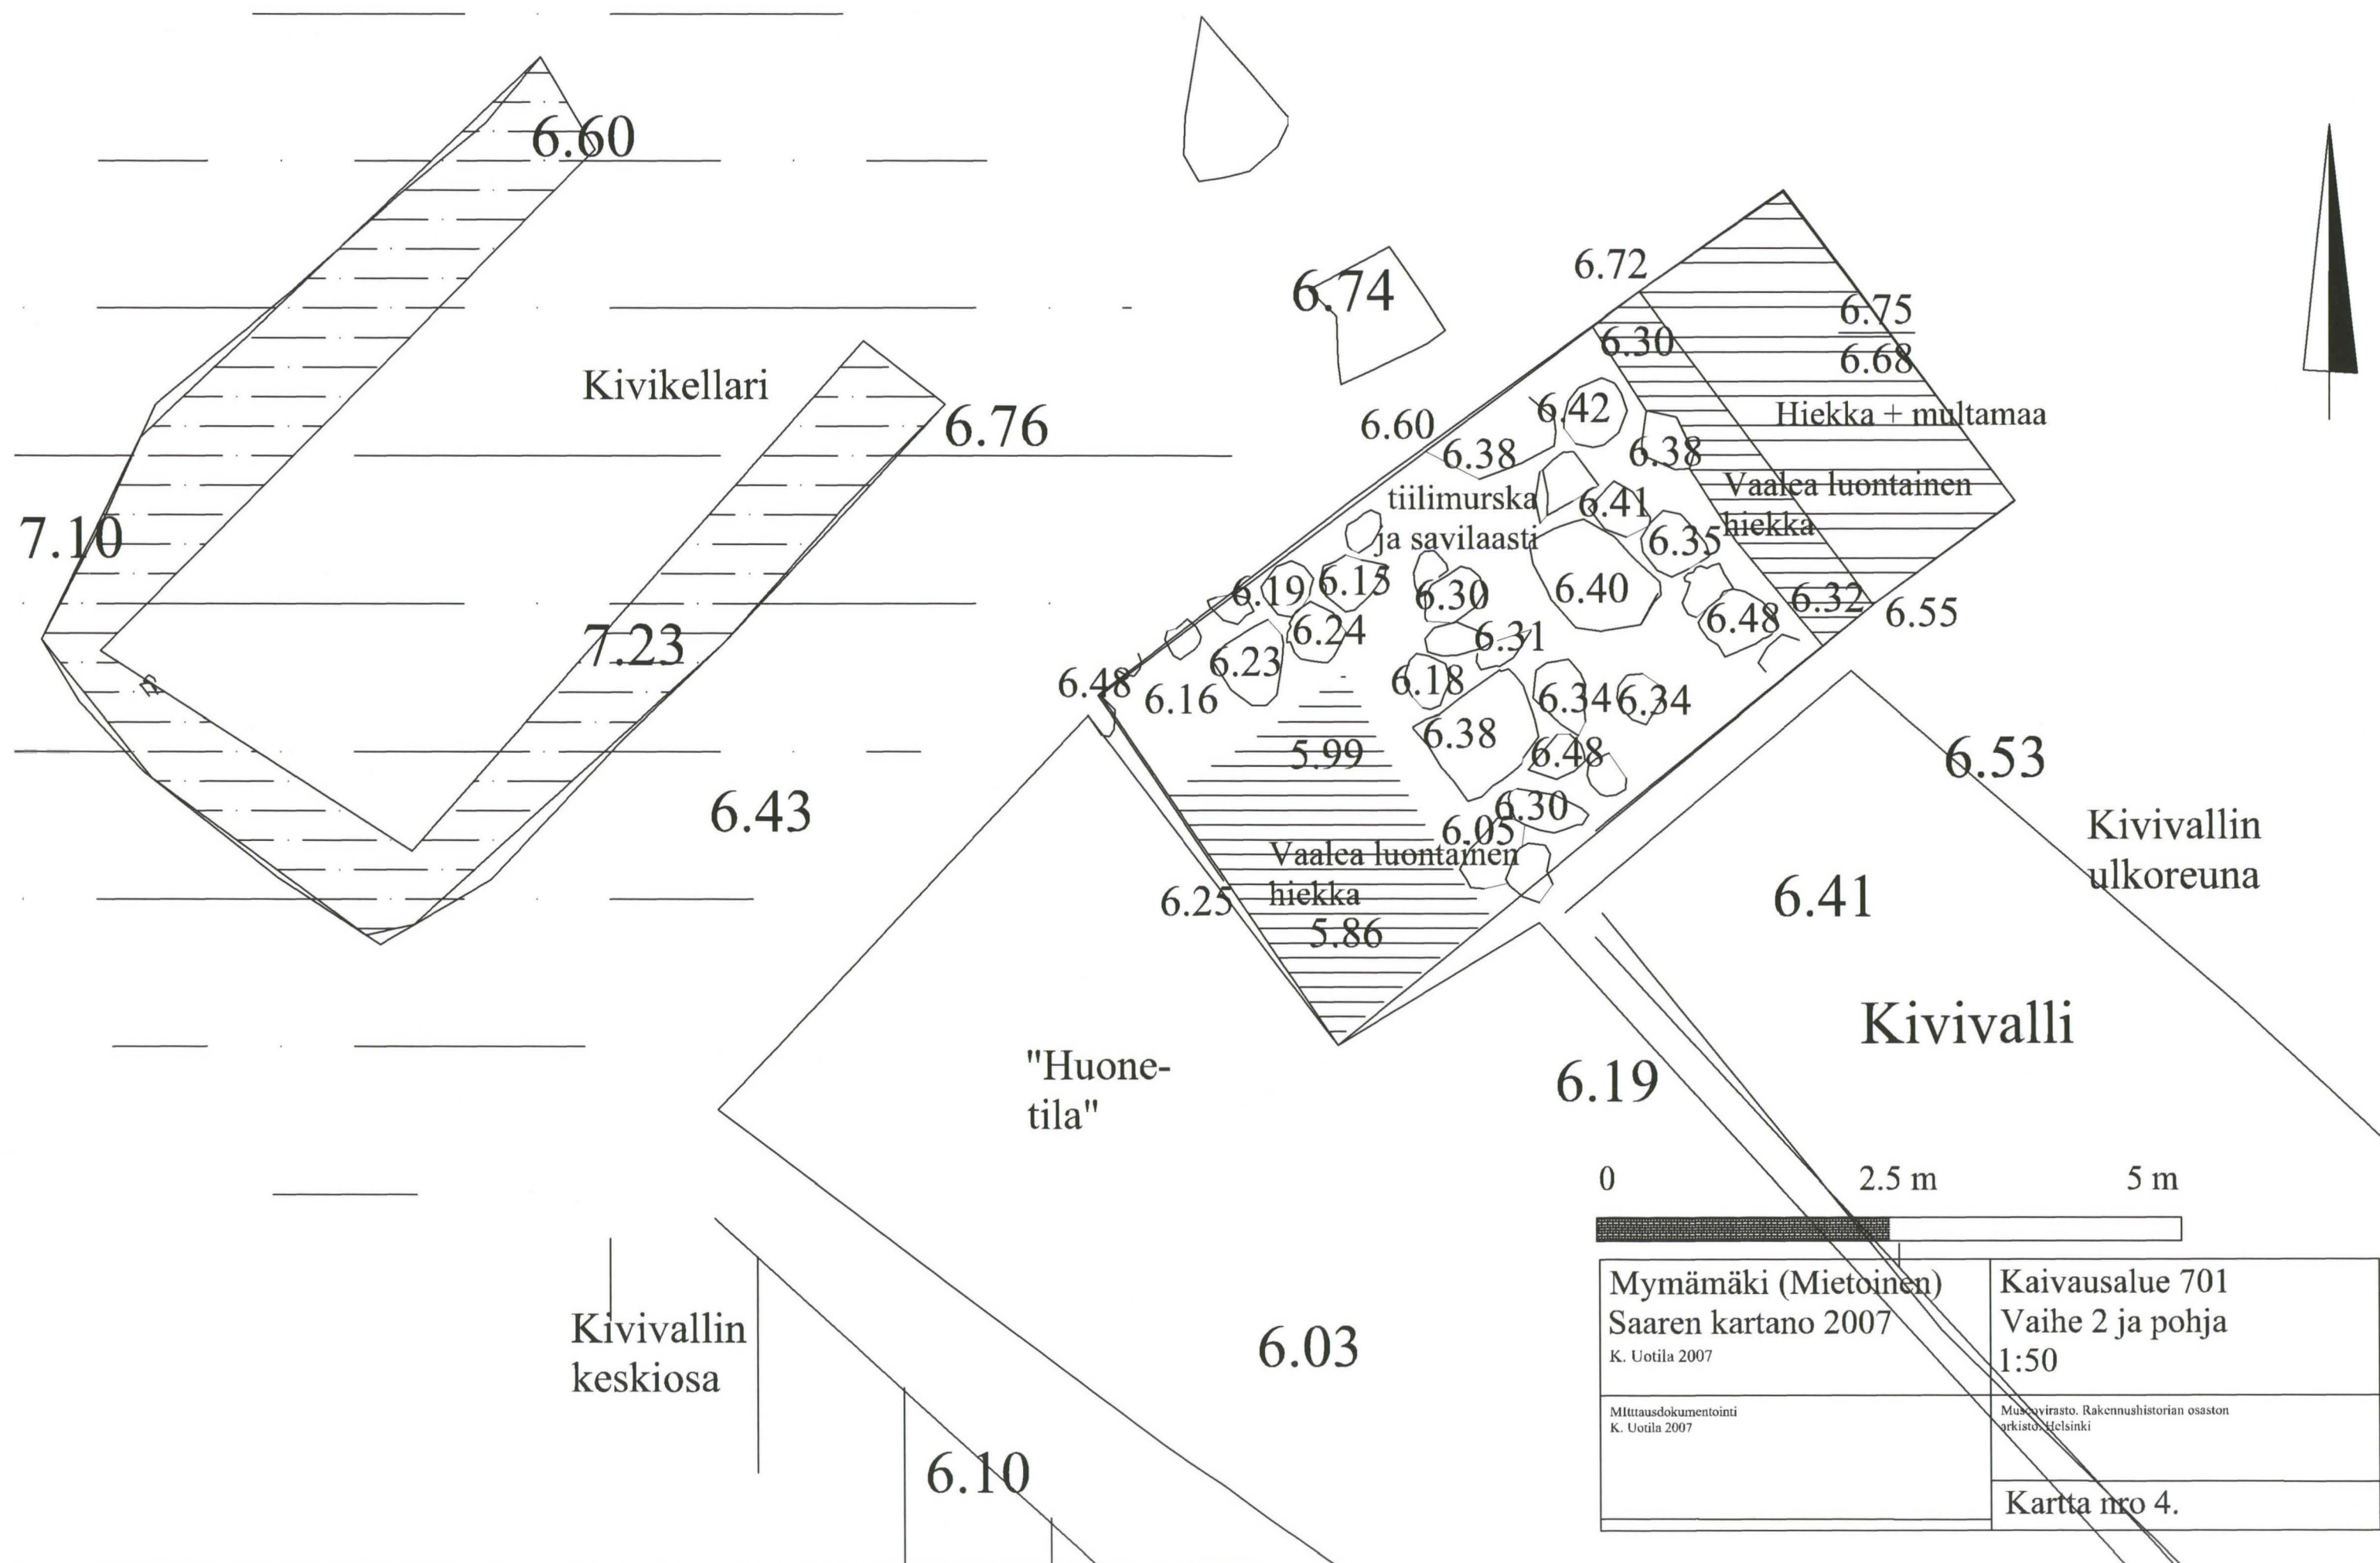 6.60
6.74
6.72
6.75
6.68
6.30
Kivikellari
6.76
6.60
6.42
6.38
6.38
Hiekka + multamaa
tiilimurska
ja savilaasti
6.41
6.35
Vaalea luontainen
hiekka
7.10
7.23
6.43
6.19
6.15
6.30
6.40
6.32
6.55
6.48
6.24
6.31
6.23
6.48
6.16
6.18
6.34
6.34
6.38
6.48
5.99
6.30
6.05
Vaalea luontainen
hiekka
6.25
5.86
6.53
Kivivallin
ulkoreuna
6.41
Kivivalli
"Huone-
tila"
6.19
0 2.5 m 5 m
Kivivallin
keskiosa
6.03
6.10
Mymämäki (Mietoinen)
Saaren kartano 2007
K. Uotila 2007
Kaivausalue 701
Vaihe 2 ja pohja
1:50
MIttausdokumentointi
K. Uotila 2007
Museovirasto. Rakennushistorian osaston
arkisto. Helsinki
Kartta nro 4.